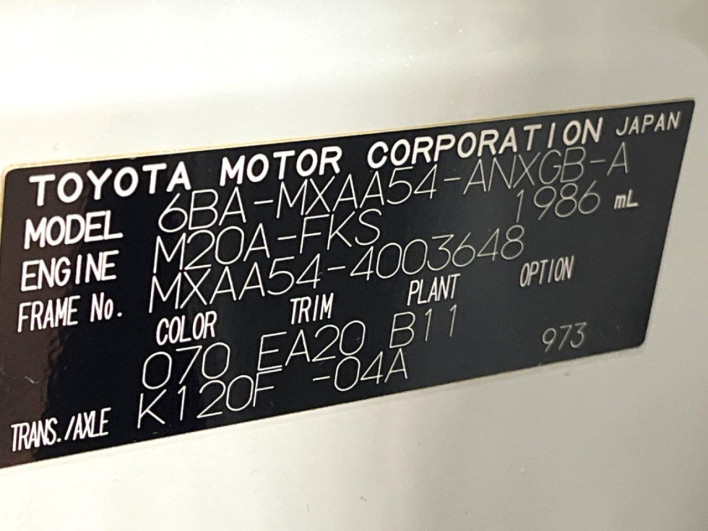 TOYOTA MOTOR CORPORATION JAPAN
MODEL 6BA-MXAA54-ANXGB-A
ENGINE M20A-FKS 1986 mL
FRAME No. MXAA54-4003648
COLOR TRIM PLANT OPTION
070 EA20 B11
TRANS./AXLE K120F -04A 973